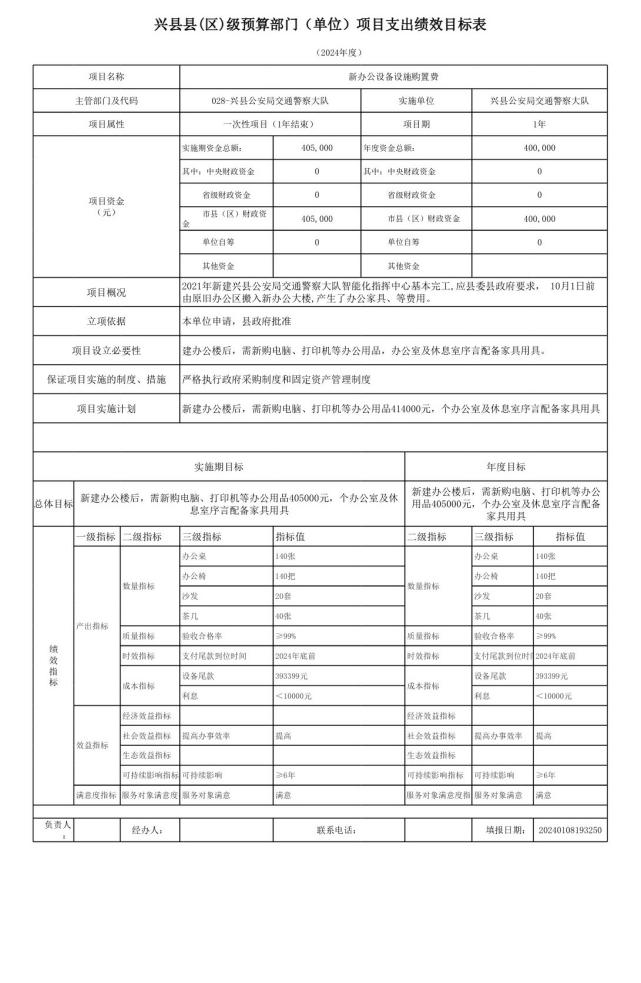 兴县县(区)级预算部门（单位）项目支出绩效目标表
（2024年度）
项目名称 新办公设备设施购置费
主管部门及代码 028-兴县公安局交通警察大队 实施单位 兴县公安局交通警察大队
项目属性 一次性项目（1年结束） 项目期 1年
项目资金
（元）
实施期资金总额: 405,000 年度资金总额: 400,000
其中: 中央财政资金 0 其中: 中央财政资金 0
省级财政资金 0 省级财政资金 0
市县（区）财政资
金 405,000 市县（区）财政资金 400,000
单位自筹 0 单位自筹 0
其他资金 其他资金
项目概况 2021年新建兴县公安局交通警察大队智能化指挥中心基本完工,应县委县政府要求， 10月1日前
由原旧办公区搬入新办公大楼,产生了办公家具、等费用。
立项依据 本单位申请，县政府批准
项目设立必要性 建办公楼后，需新购电脑、打印机等办公用品，办公室及休息室序言配备家具用具。
保证项目实施的制度、措施 严格执行政府采购制度和固定资产管理制度
项目实施计划 新建办公楼后，需新购电脑、打印机等办公用品414000元，个办公室及休息室序言配备家具用具
实施期目标 年度目标
总体目标
新建办公楼后，需新购电脑、打印机等办公用品405000元，个办公室及休
息室序言配备家具用具
新建办公楼后，需新购电脑、打印机等办公
用品405000元，个办公室及休息室序言配备
家具用具
绩效指标
一级指标 二级指标 三级指标 指标值 二级指标 三级指标 指标值
产出指标
数量指标 办公桌 140张 数量指标 办公桌 140张
办公椅 140把 办公椅 140把
沙发 20套 沙发 20套
茶几 40张 茶几 40张
质量指标 验收合格率 ≥99% 质量指标 验收合格率 ≥99%
时效指标 支付尾款到位时间 2024年底前 时效指标 支付尾款到位时间 2024年底前
成本指标 设备尾款 393399元 成本指标 设备尾款 393399元
利息 ＜10000元 利息 ＜10000元
效益指标
经济效益指标 经济效益指标
社会效益指标 提高办事效率 提高 社会效益指标 提高办事效率 提高
生态效益指标 生态效益指标
可持续影响指标 可持续影响 ≥6年 可持续影响指标 可持续影响 ≥6年
满意度指标 服务对象满意度 服务对象满意 满意 服务对象满意度指 服务对象满意 满意
负责人
：
经办人: 联系电话: 填报日期: 20240108193250